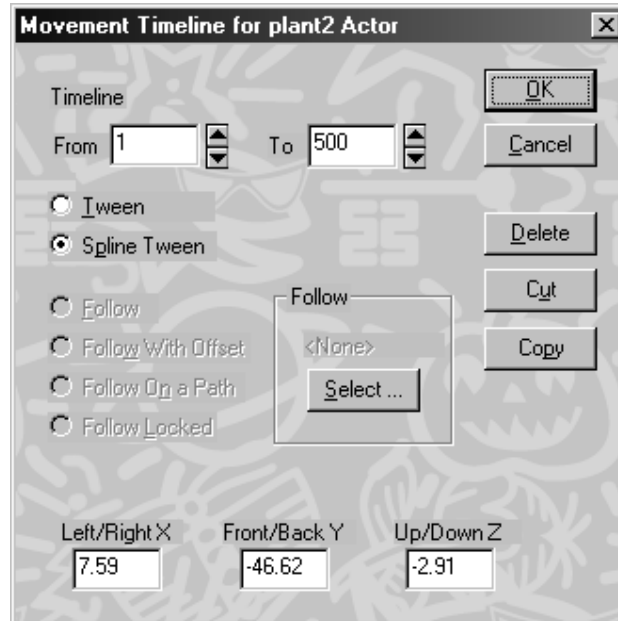 Movement Timeline for plant2 Actor
Timeline
From 1 To 500
OK
Cancel
Tween
Spline Tween
Delete
Cut
Copy
Follow
Follow With Offset
Follow On a Path
Follow Locked
Follow
<None>
Select ...
Left/Right X Front/Back Y Up/Down Z
7.59 -46.62 -2.91